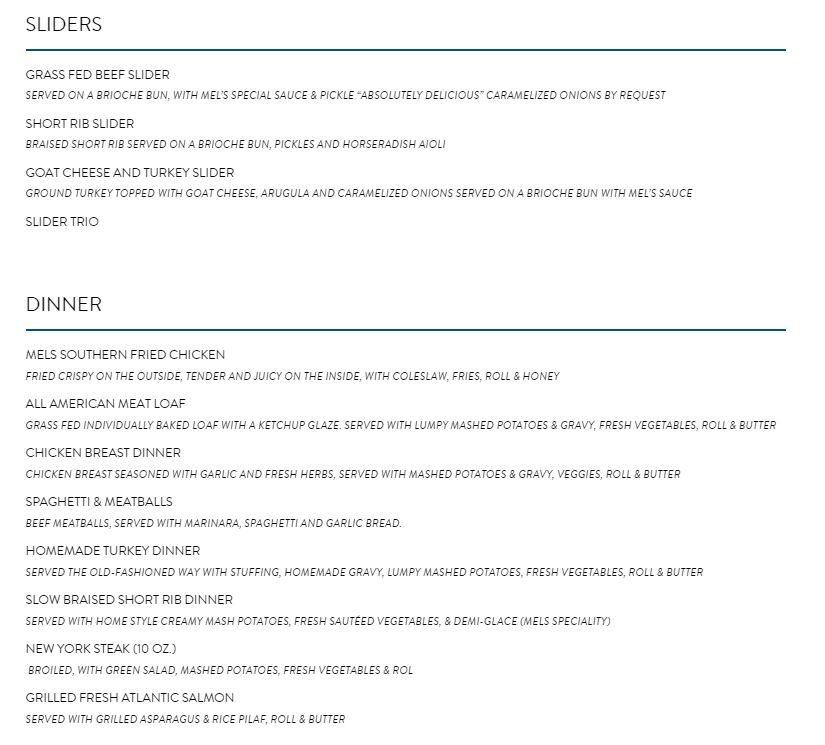 SLIDERS
GRASS FED BEEF SLIDER
SERVED ON A BRIOCHE BUN, WITH MEL'S SPECIAL SAUCE & PICKLE "ABSOLUTELY DELICIOUS" CARAMELIZED ONIONS BY REQUEST
SHORT RIB SLIDER
BRAISED SHORT RIB SERVED ON A BRIOCHE BUN, PICKLES AND HORSERADISH AIOLI
GOAT CHEESE AND TURKEY SLIDER
GROUND TURKEY TOPPED WITH GOAT CHEESE, ARUGULA AND CARAMELIZED ONIONS SERVED ON A BRIOCHE BUN WITH MEL'S SAUCE
SLIDER TRIO
DINNER
MELS SOUTHERN FRIED CHICKEN
FRIED CRISPY ON THE OUTSIDE, TENDER AND JUICY ON THE INSIDE, WITH COLESLAW, FRIES, ROLL & HONEY
ALL AMERICAN MEAT LOAF
GRASS FED INDIVIDUALLY BAKED LOAF WITH A KETCHUP GLAZE. SERVED WITH LUMPY MASHED POTATOES & GRAVY, FRESH VEGETABLES, ROLL & BUTTER
CHICKEN BREAST DINNER
CHICKEN BREAST SEASONED WITH GARLIC AND FRESH HERBS, SERVED WITH MASHED POTATOES & GRAVY, VEGGIES, ROLL & BUTTER
SPAGHETTI & MEATBALLS
BEEF MEATBALLS, SERVED WITH MARINARA, SPAGHETTI AND GARLIC BREAD.
HOMEMADE TURKEY DINNER
SERVED THE OLD-FASHIONED WAY WITH STUFFING, HOMEMADE GRAVY, LUMPY MASHED POTATOES, FRESH VEGETABLES, ROLL & BUTTER
SLOW BRAISED SHORT RIB DINNER
SERVED WITH HOME STYLE CREAMY MASH POTATOES, FRESH SAUTÉED VEGETABLES, & DEMI-GLACE (MELS SPECIALITY)
NEW YORK STEAK (10 OZ.)
BROILED, WITH GREEN SALAD, MASHED POTATOES, FRESH VEGETABLES & ROL
GRILLED FRESH ATLANTIC SALMON
SERVED WITH GRILLED ASPARAGUS & RICE PILAF, ROLL & BUTTER